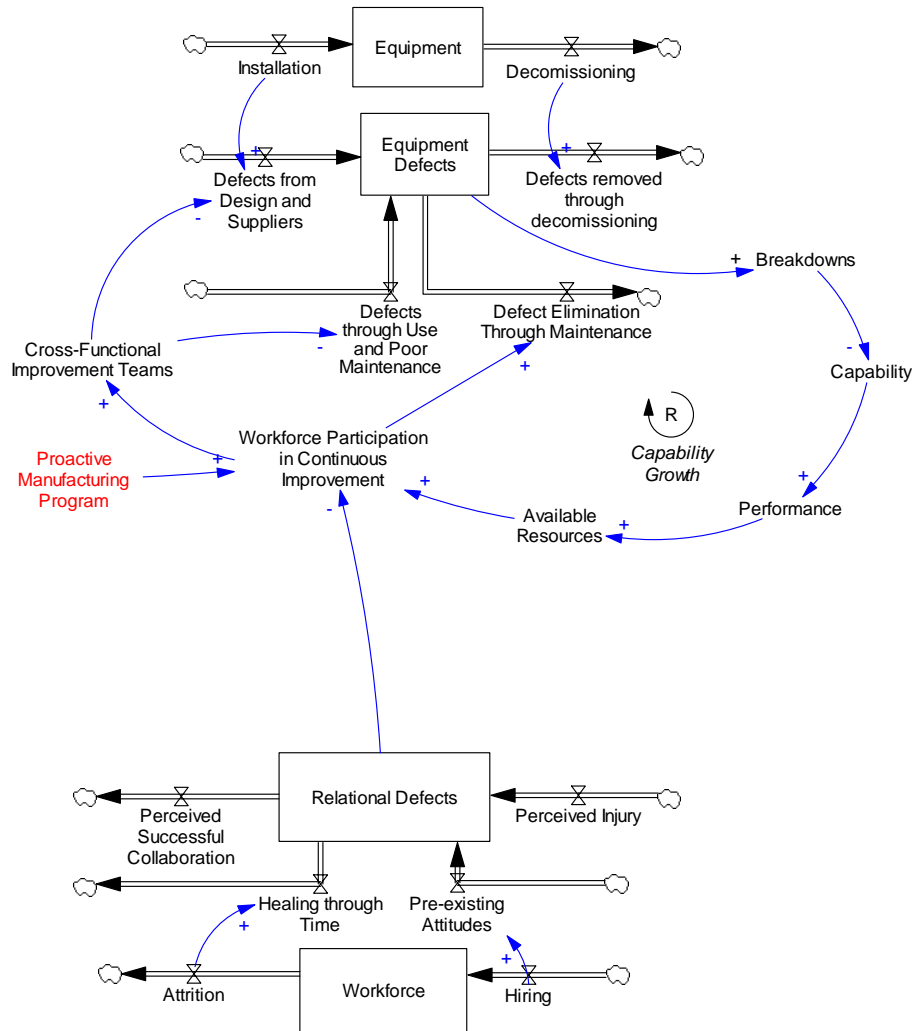 Equipment
Installation
Decomissioning
Equipment
Defects
+
+
Defects from
Design and
Suppliers
Defects removed
through
decomissioning
-
+
Breakdowns
Defects
through Use
and Poor
Maintenance
Defect Elimination
Through Maintenance
-
-
Cross-Functional
Improvement Teams
+
Capability
+
R
Capability
Growth
Workforce Participation
in Continuous
Improvement
Proactive
Manufacturing
Program
+
+
+
Performance
-
Available
Resources
+
Relational Defects
Perceived
Successful
Collaboration
Perceived Injury
Healing through
Time
Pre-existing
Attitudes
+
+
Attrition
Workforce
Hiring